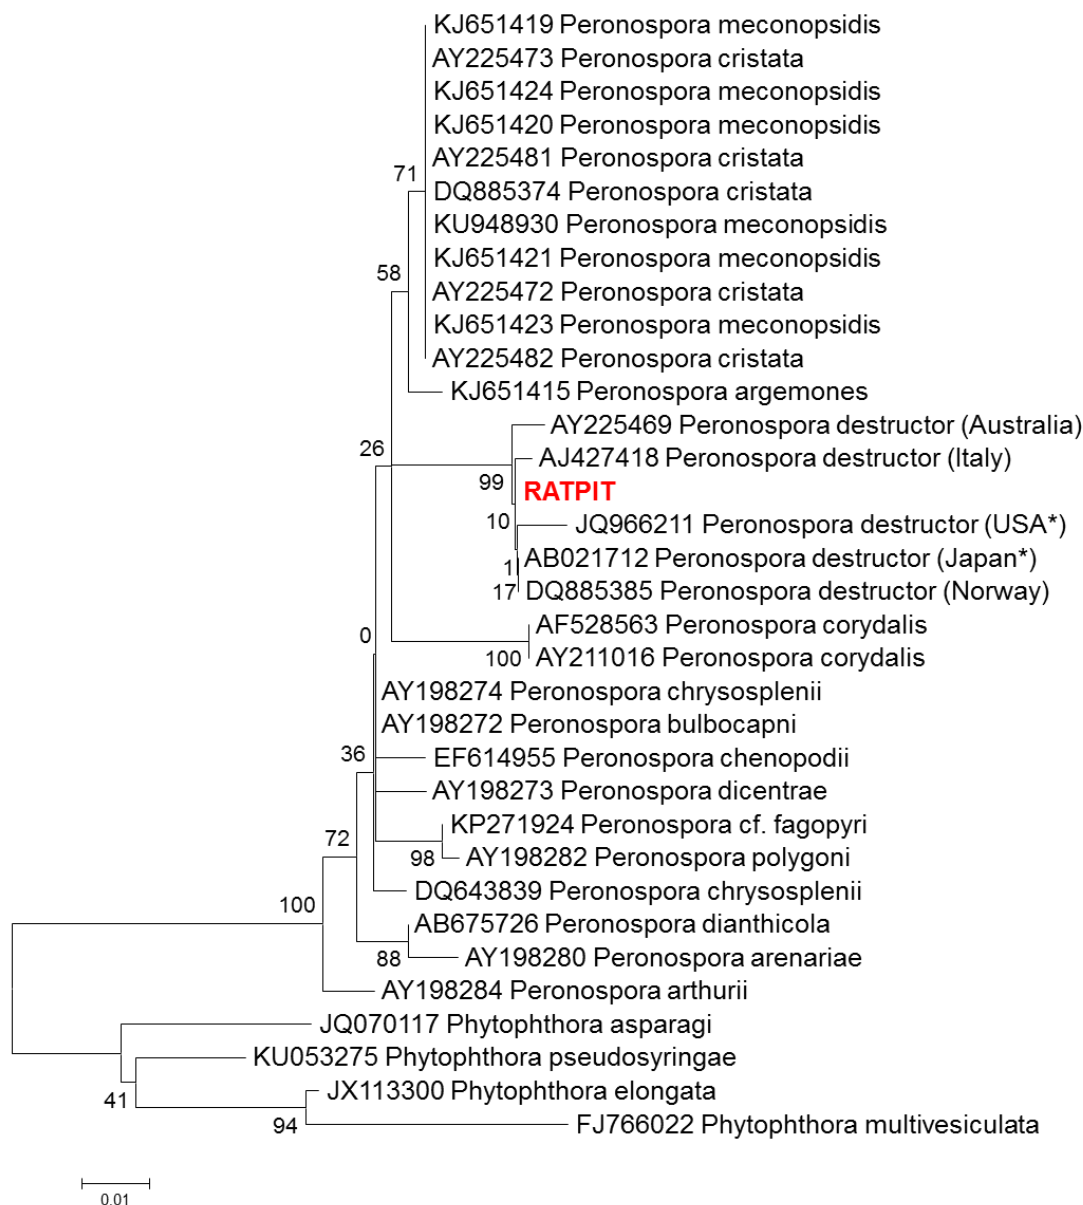 KJ651419 Peronospora meconopsidis
AY225473 Peronospora cristata
KJ651424 Peronospora meconopsidis
KJ651420 Peronospora meconopsidis
AY225481 Peronospora cristata
71
DQ885374 Peronospora cristata
KU948930 Peronospora meconopsidis
KJ651421 Peronospora meconopsidis
58
AY225472 Peronospora cristata
KJ651423 Peronospora meconopsidis
AY225482 Peronospora cristata
KJ651415 Peronospora argemones
AY225469 Peronospora destructor (Australia)
26
AJ427418 Peronospora destructor (Italy)
99
RATPIT
10
JQ966211 Peronospora destructor (USA*)
AB021712 Peronospora destructor (Japan*)
1
17
DQ885385 Peronospora destructor (Norway)
AF528563 Peronospora corydalis
0
100
AY211016 Peronospora corydalis
AY198274 Peronospora chrysosplenii
AY198272 Peronospora bulbocapni
36
EF614955 Peronospora chenopodii
AY198273 Peronospora dicentrae
KP271924 Peronospora cf. fagopyri
72
98
AY198282 Peronospora polygoni
DQ643839 Peronospora chrysosplenii
100
AB675726 Peronospora dianthicola
88
AY198280 Peronospora arenariae
AY198284 Peronospora arthurii
JQ070117 Phytophthora asparagi
KU053275 Phytophthora pseudosyringae
41
JX113300 Phytophthora elongata
94
FJ766022 Phytophthora multivesiculata
0.01